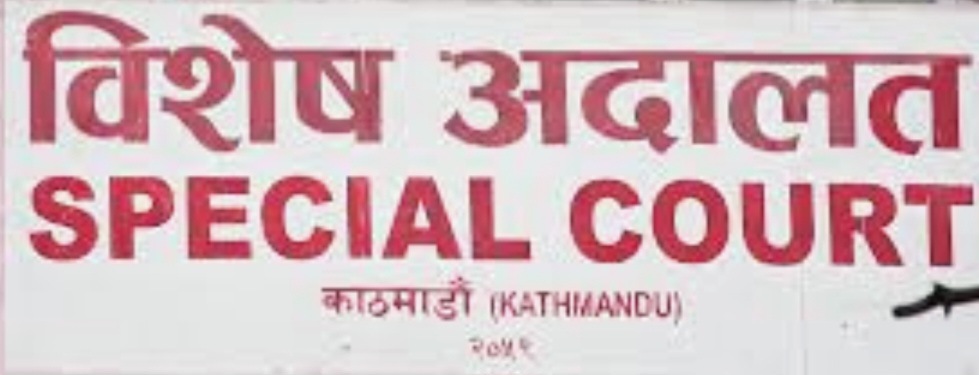 विशेष अदालत
SPECIAL COURT
काठमाडौँ (KATHMANDU)
२०५९